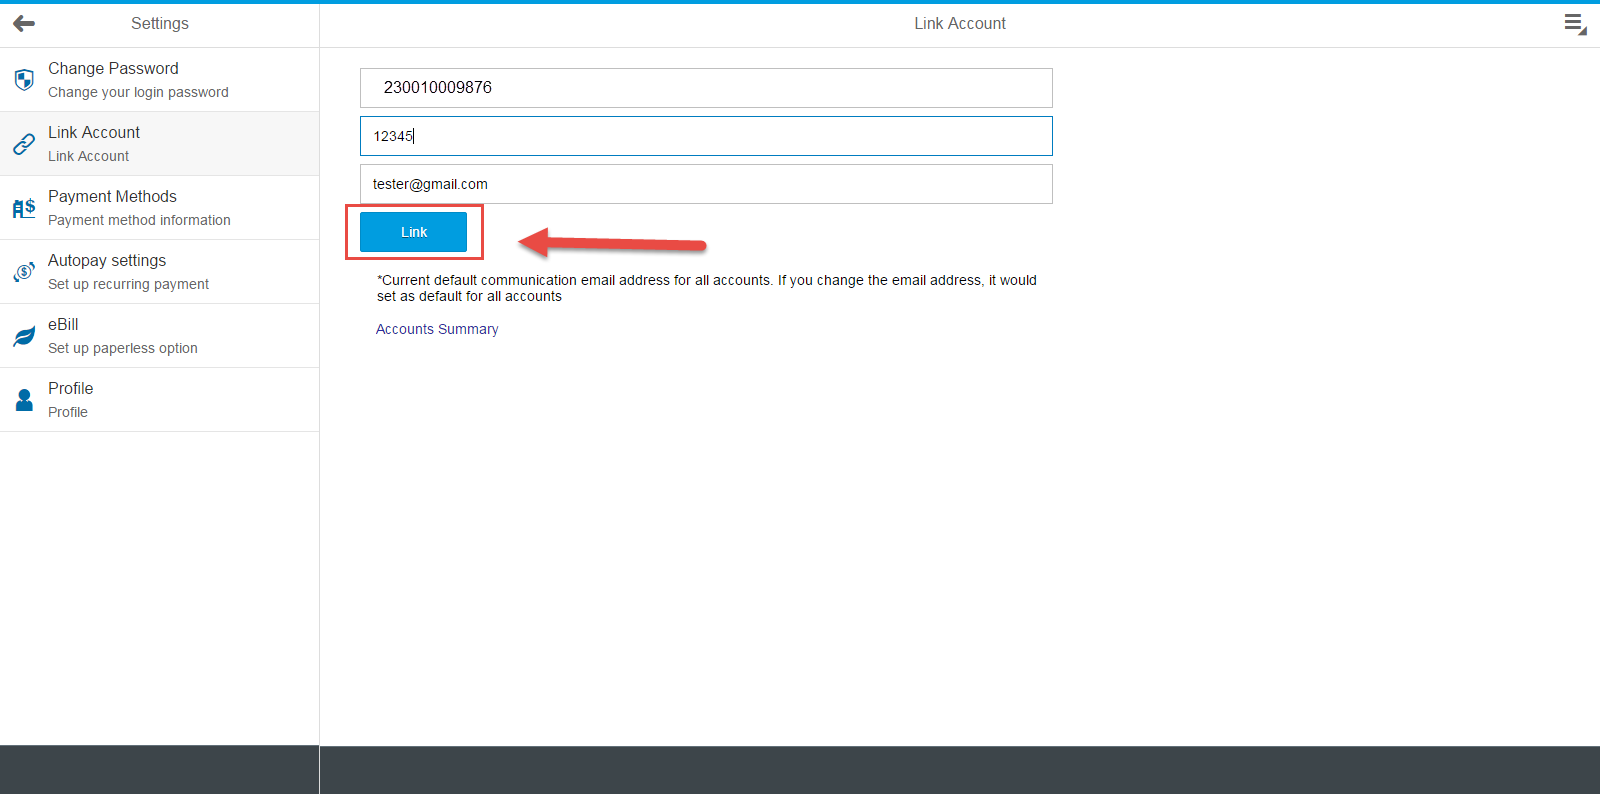 Settings
Link Account
Change Password
Change your login password
Link Account
Link Account
Payment Methods
Payment method information
Autopay settings
Set up recurring payment
eBill
Set up paperless option
Profile
Profile
230010009876
12345
tester@gmail.com
Link
*Current default communication email address for all accounts. If you change the email address, it would
set as default for all accounts
Accounts Summary